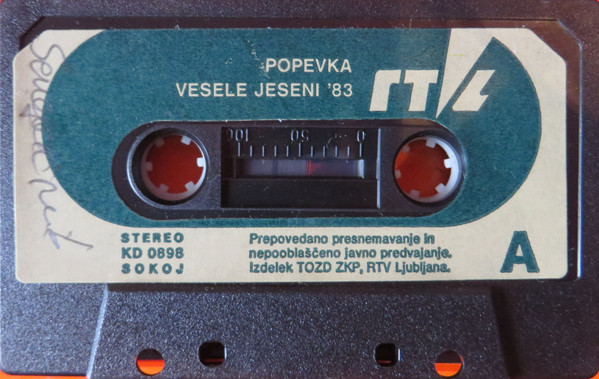 POPEVKA
VESELE JESENI '83
RTVL
100 50 0
STEREO
KD 0898
SOKOJ
Prepovedano presnemavanje in
nepooblaščeno javno predvajanje.
Izdelek TOZD ZKP, RTV Ljubljana.
A